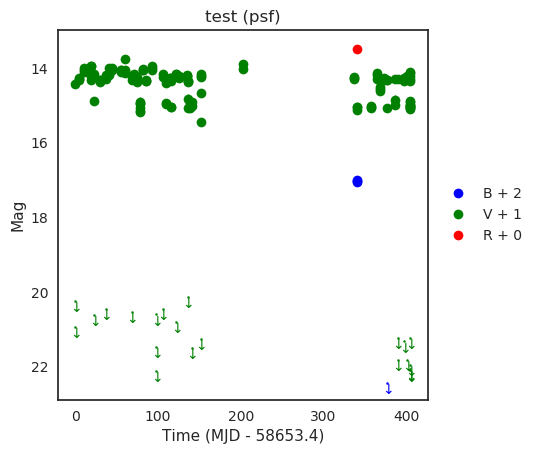 test (psf)
14
16
18
20
22
Mag
0
100
200
300
400
Time (MJD - 58653.4)
B + 2
V + 1
R + 0